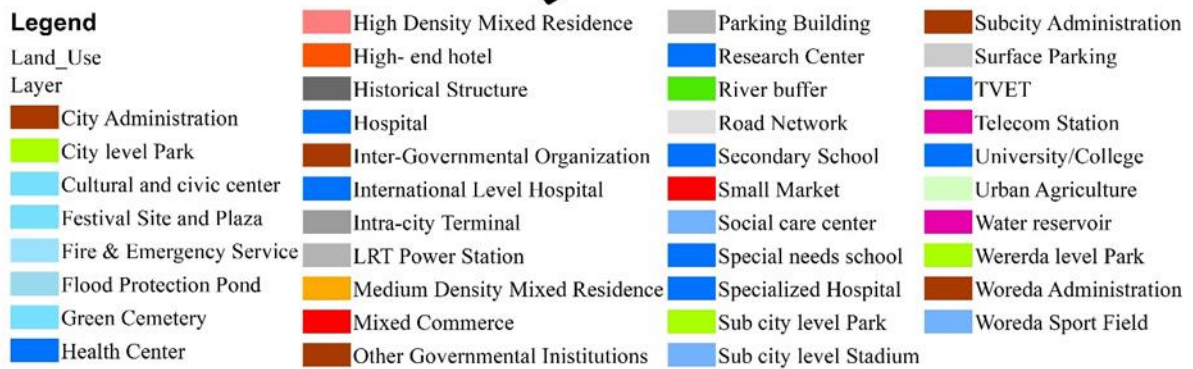 Legend
Land_Use
Layer
City Administration
City level Park
Cultural and civic center
Festival Site and Plaza
Fire & Emergency Service
Flood Protection Pond
Green Cemetery
Health Center
High Density Mixed Residence
High- end hotel
Historical Structure
Hospital
Inter-Governmental Organization
International Level Hospital
Intra-city Terminal
LRT Power Station
Medium Density Mixed Residence
Mixed Commerce
Other Governmental Inistitutions
Parking Building
Research Center
River buffer
Road Network
Secondary School
Small Market
Social care center
Special needs school
Specialized Hospital
Sub city level Park
Sub city level Stadium
Subcity Administration
Surface Parking
TVET
Telecom Station
University/College
Urban Agriculture
Water reservoir
Wererda level Park
Woreda Administration
Woreda Sport Field